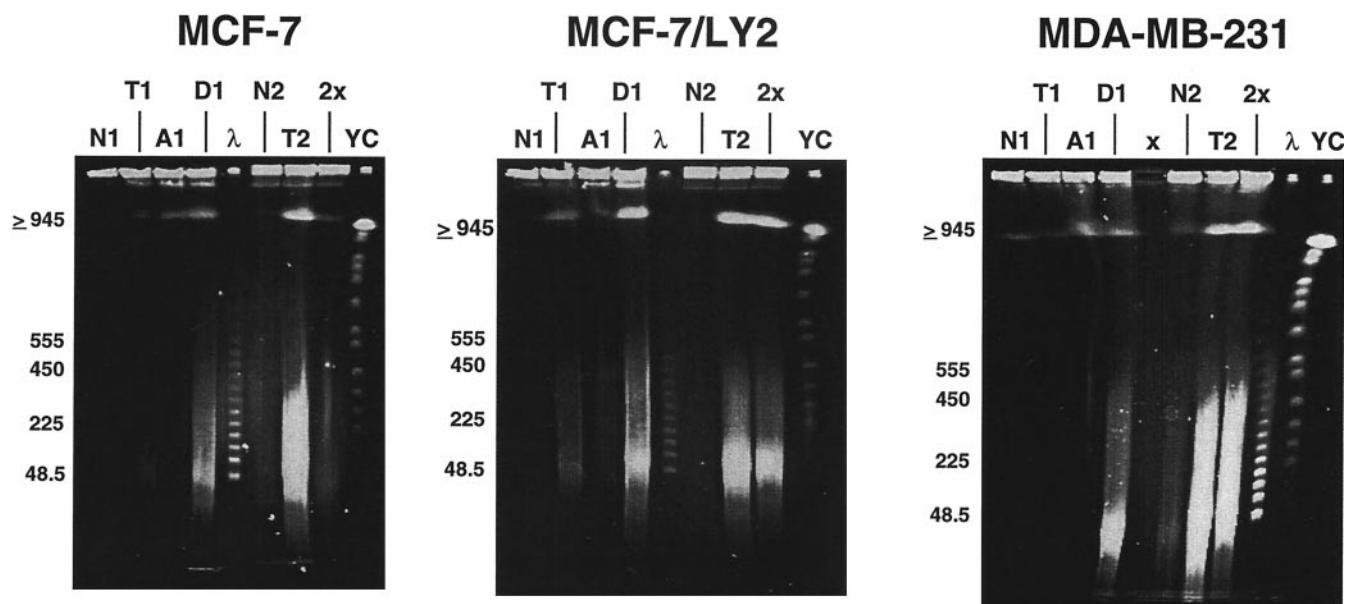 MCF-7
T1 D1 N2 2x
N1 A1 λ T2 YC
≥ 945
555
450
225
48.5
MCF-7/LY2
T1 D1 N2 2x
N1 A1 λ T2 YC
≥ 945
555
450
225
48.5
MDA-MB-231
T1 D1 N2 2x
N1 A1 x T2 λ YC
≥ 945
555
450
225
48.5